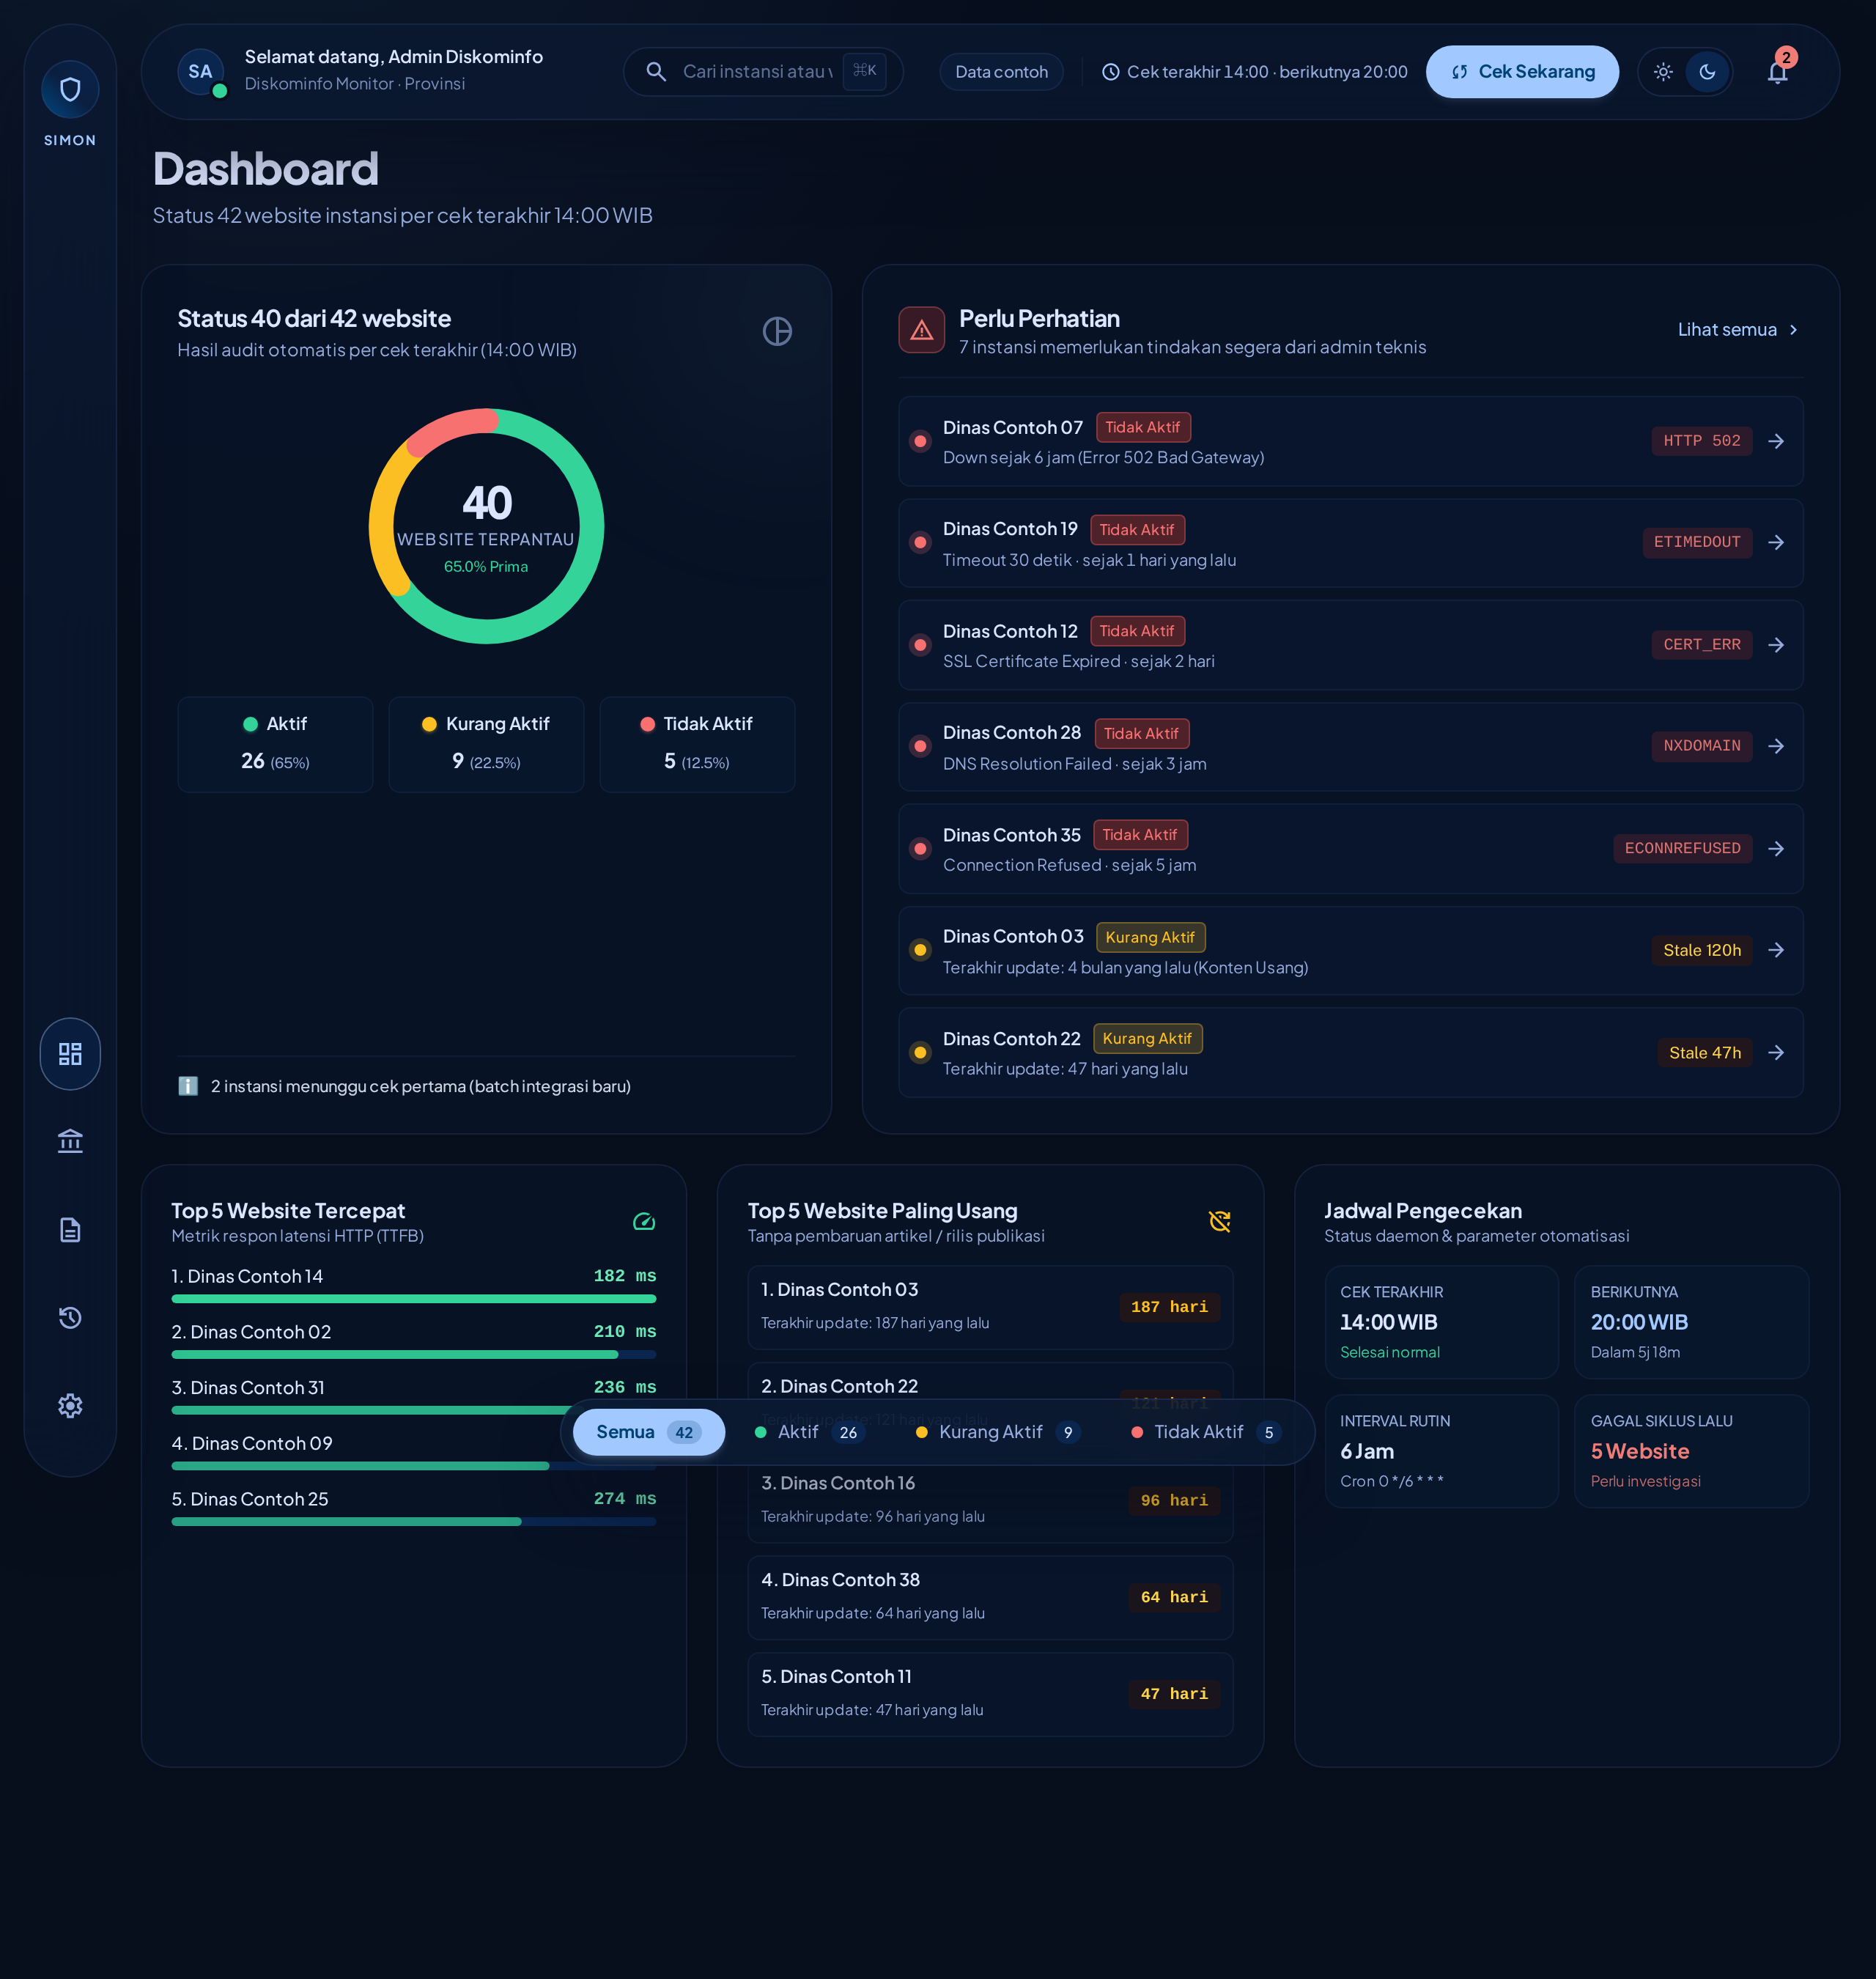 SIMON
SA
Selamat datang, Admin Diskominfo
Diskominfo Monitor · Provinsi
Cari instansi atau
⌘K
Data contoh
Cek terakhir 14:00 · berikutnya 20:00
Cek Sekarang
2
Dashboard
Status 42 website instansi per cek terakhir 14:00 WIB
Status 40 dari 42 website
Hasil audit otomatis per cek terakhir (14:00 WIB)
40
WEBSITE TERPANTAU
65.0% Prima
Aktif
26 (65%)
Kurang Aktif
9 (22.5%)
Tidak Aktif
5 (12.5%)
2 instansi menunggu cek pertama (batch integrasi baru)
Perlu Perhatian
7 instansi memerlukan tindakan segera dari admin teknis
Lihat semua
Dinas Contoh 07 Tidak Aktif
Down sejak 6 jam (Error 502 Bad Gateway)
HTTP 502
Dinas Contoh 19 Tidak Aktif
Timeout 30 detik · sejak 1 hari yang lalu
ETIMEDOUT
Dinas Contoh 12 Tidak Aktif
SSL Certificate Expired · sejak 2 hari
CERT_ERR
Dinas Contoh 28 Tidak Aktif
DNS Resolution Failed · sejak 3 jam
NXDOMAIN
Dinas Contoh 35 Tidak Aktif
Connection Refused · sejak 5 jam
ECONNREFUSED
Dinas Contoh 03 Kurang Aktif
Terakhir update: 4 bulan yang lalu (Konten Usang)
Stale 120h
Dinas Contoh 22 Kurang Aktif
Terakhir update: 47 hari yang lalu
Stale 47h
Top 5 Website Tercepat
Metrik respon latensi HTTP (TTFB)
1. Dinas Contoh 14 182 ms
2. Dinas Contoh 02 210 ms
3. Dinas Contoh 31 236 ms
4. Dinas Contoh 09
5. Dinas Contoh 25 274 ms
Top 5 Website Paling Usang
Tanpa pembaruan artikel / rilis publikasi
1. Dinas Contoh 03
Terakhir update: 187 hari yang lalu
187 hari
2. Dinas Contoh 22
Terakhir update: 121 hari yang lalu
121 hari
3. Dinas Contoh 16
Terakhir update: 96 hari yang lalu
96 hari
4. Dinas Contoh 38
Terakhir update: 64 hari yang lalu
64 hari
5. Dinas Contoh 11
Terakhir update: 47 hari yang lalu
47 hari
Semua 42
Aktif 26
Kurang Aktif 9
Tidak Aktif 5
Jadwal Pengecekan
Status daemon & parameter otomatisasi
CEK TERAKHIR
14:00 WIB
Selesai normal
BERIKUTNYA
20:00 WIB
Dalam 5j 18m
INTERVAL RUTIN
6 Jam
Cron 0 */6 * * *
GAGAL SIKLUS LALU
5 Website
Perlu investigasi